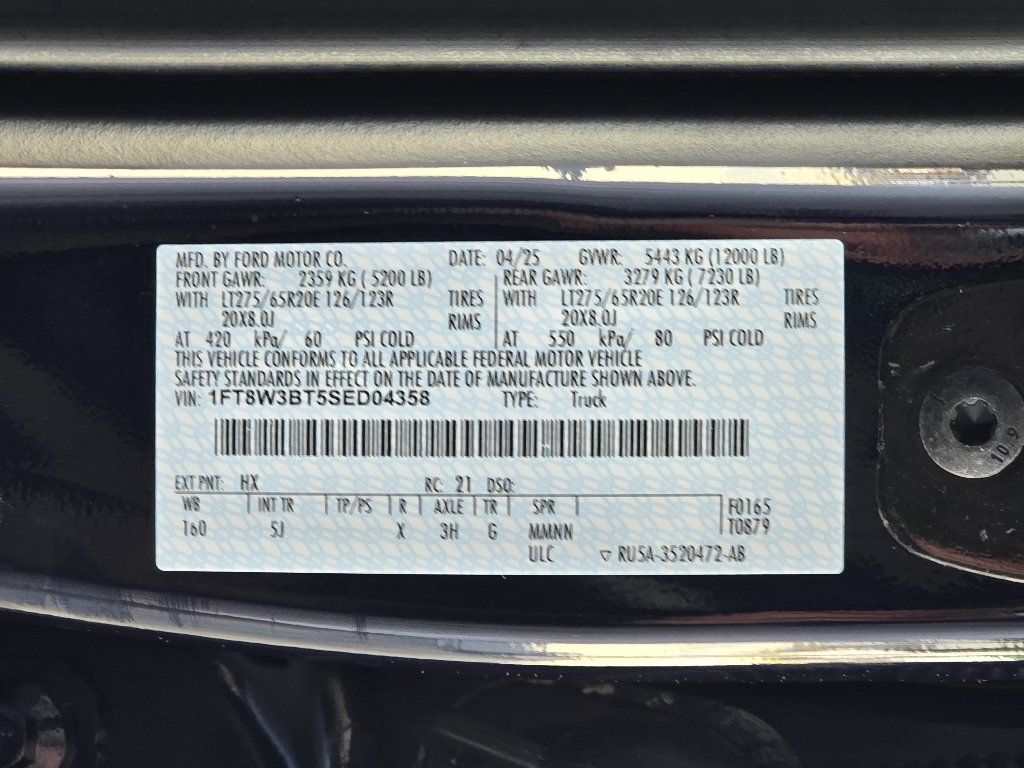 MFD. BY FORD MOTOR CO. DATE: 04/25 GVWR: 5443 KG (12000 LB)
FRONT GAWR: 2359 KG ( 5200 LB) REAR GAWR: 3279 KG ( 7230 LB)
WITH LT275/65R20E 126/123R TIRES WITH LT275/65R20E 126/123R TIRES
20X8.0J RIMS 20X8.0J RIMS
AT 420 kPa/ 60 PSI COLD AT 550 kPa/ 80 PSI COLD
THIS VEHICLE CONFORMS TO ALL APPLICABLE FEDERAL MOTOR VEHICLE
SAFETY STANDARDS IN EFFECT ON THE DATE OF MANUFACTURE SHOWN ABOVE.
VIN: 1FT8W3BT5SED04358 TYPE: Truck
EXT PNT: HX RC: 21 DSO:
WB INT TR TP/PS R AXLE TR SPR F0165
160 5J X 3H G MMNN T0879
ULC ▽ RU5A-3520472-AB
10.9